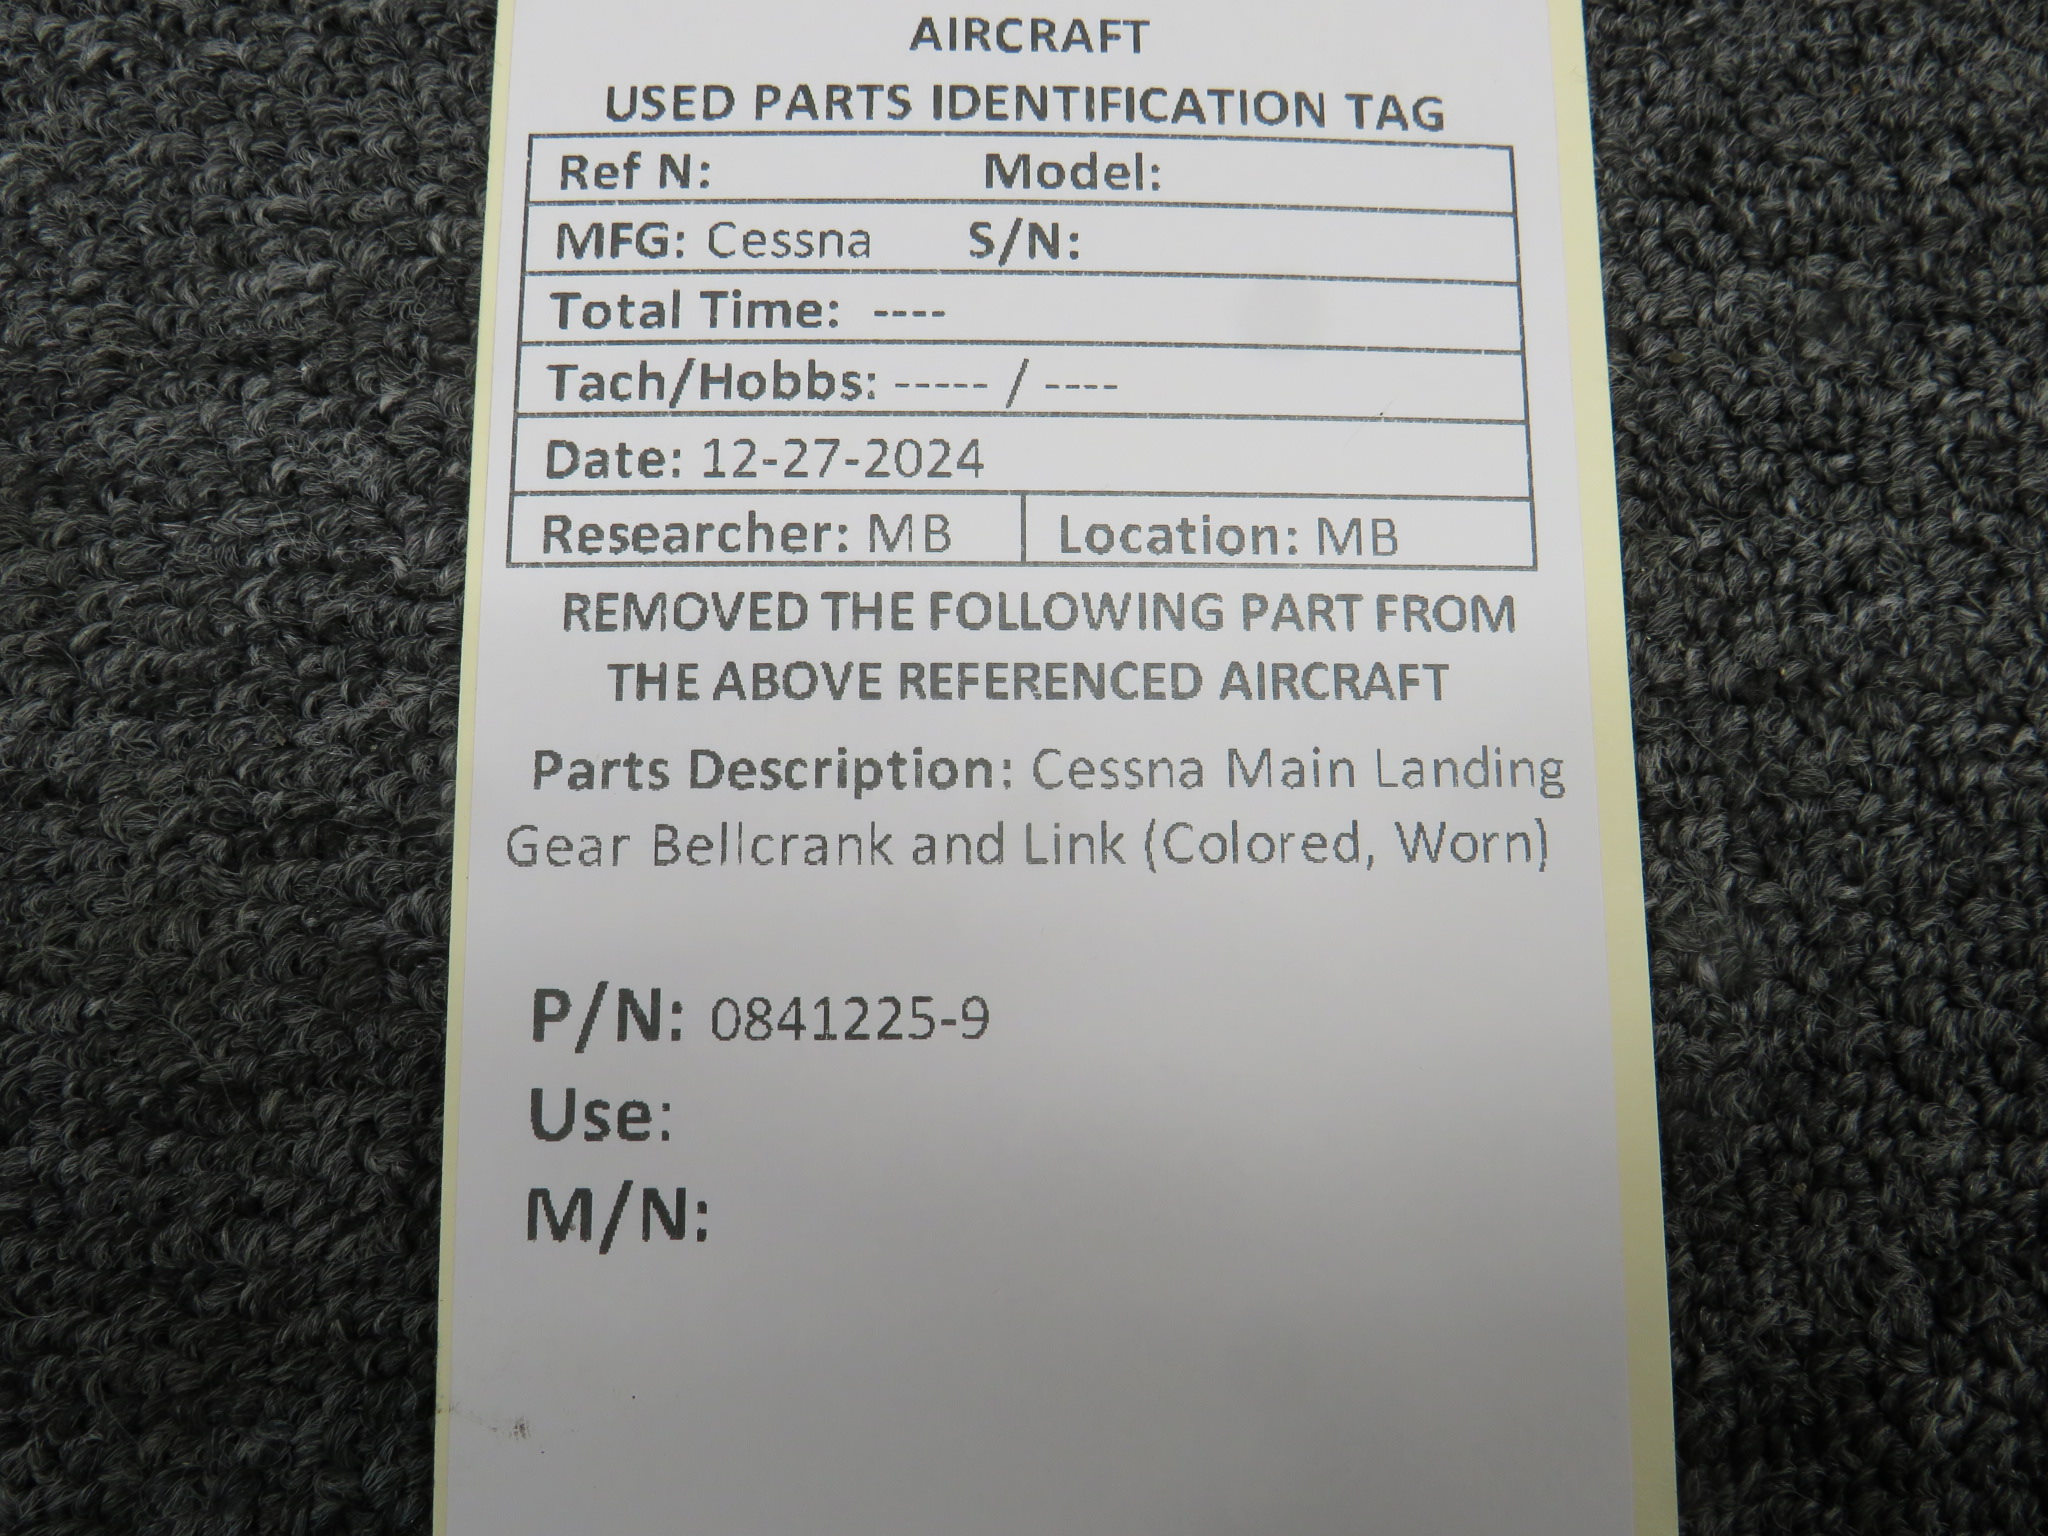 AIRCRAFT
USED PARTS IDENTIFICATION TAG
Ref N: Model:
MFG: Cessna S/N:
Total Time: ----
Tach/Hobbs: ----- / ----
Date: 12-27-2024
Researcher: MB Location: MB
REMOVED THE FOLLOWING PART FROM
THE ABOVE REFERENCED AIRCRAFT
Parts Description: Cessna Main Landing
Gear Bellcrank and Link (Colored, Worn)
P/N: 0841225-9
Use:
M/N: